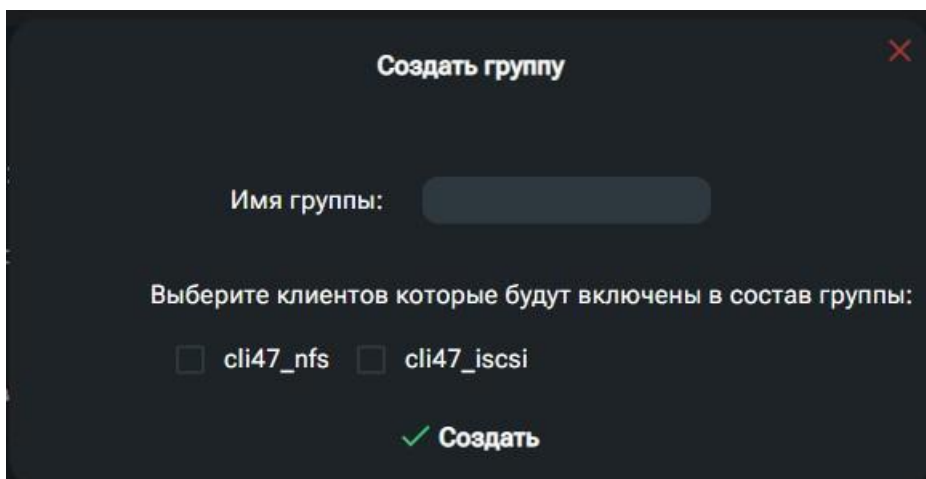 Создать группу
Имя группы:
Выберите клиентов которые будут включены в состав группы:
cli47_nfs cli47_iscsi
Создать